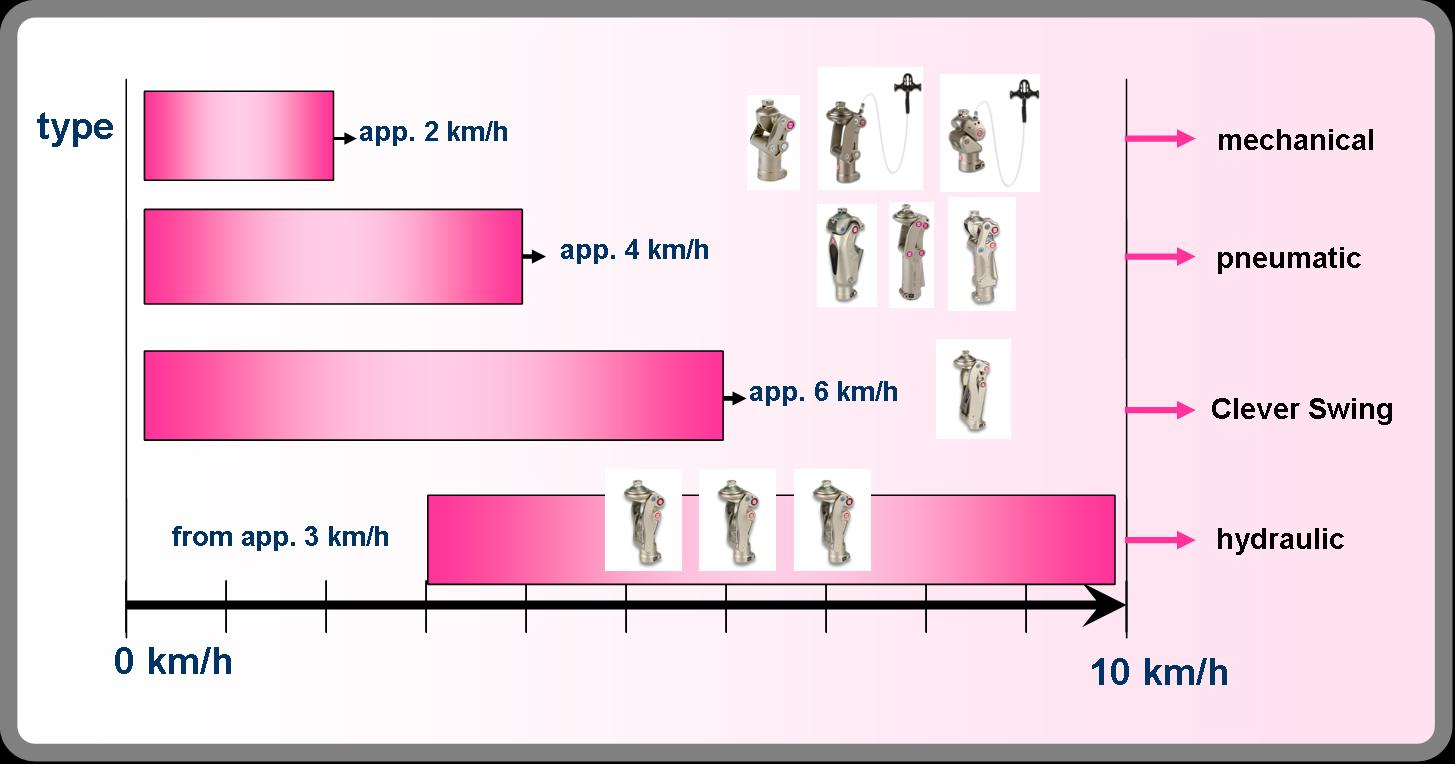 type
app. 2 km/h
mechanical
app. 4 km/h
pneumatic
app. 6 km/h
Clever Swing
from app. 3 km/h
hydraulic
0 km/h
10 km/h